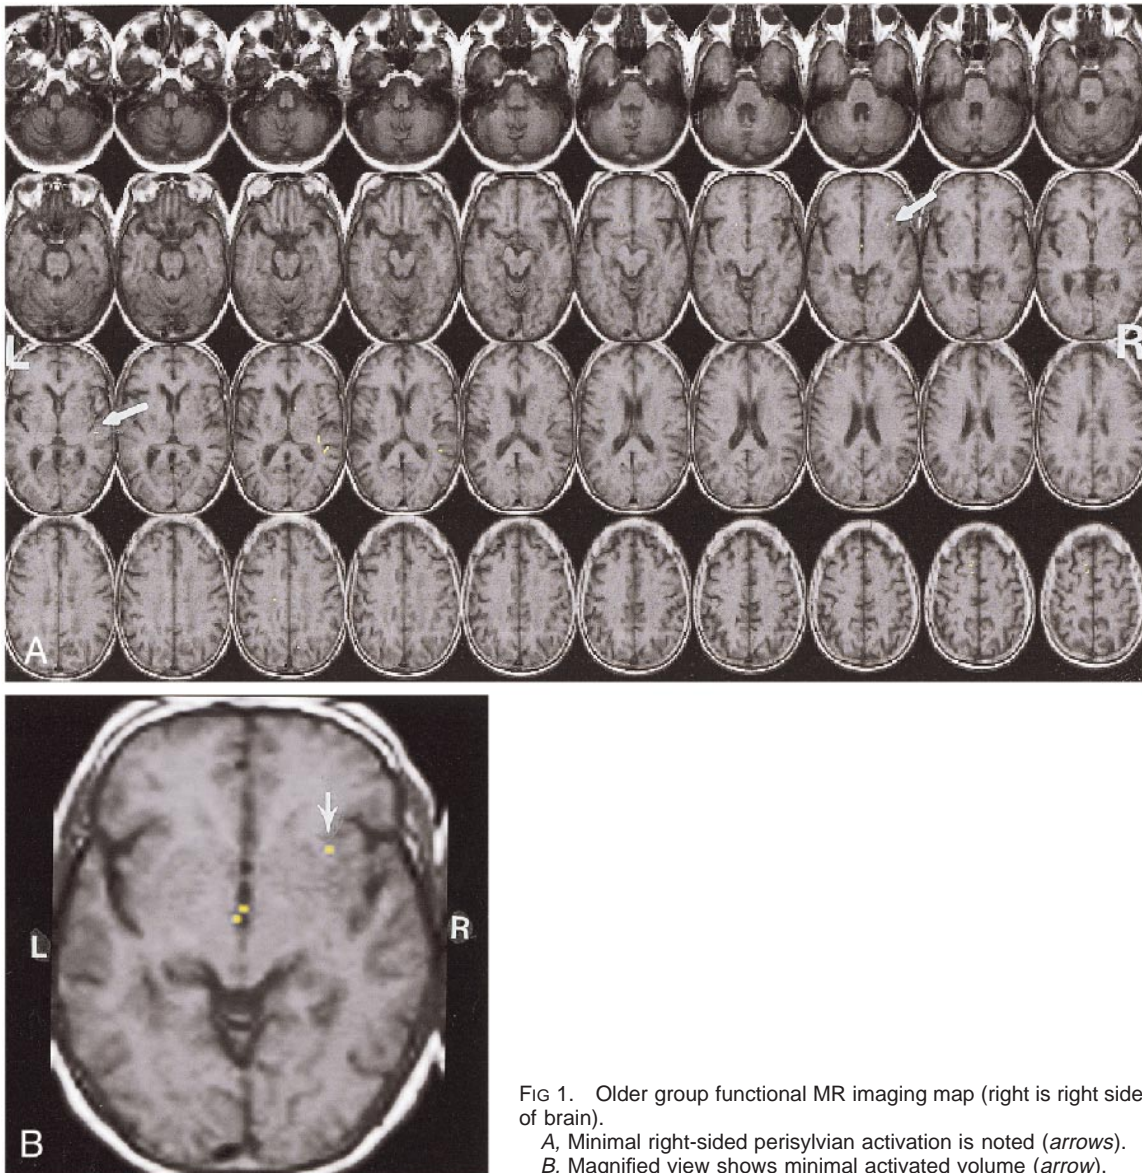 L
R
A
L
R
B
FIG 1. Older group functional MR imaging map (right is right side
of brain).
A, Minimal right-sided perisylvian activation is noted (arrows).
B, Magnified view shows minimal activated volume (arrow).